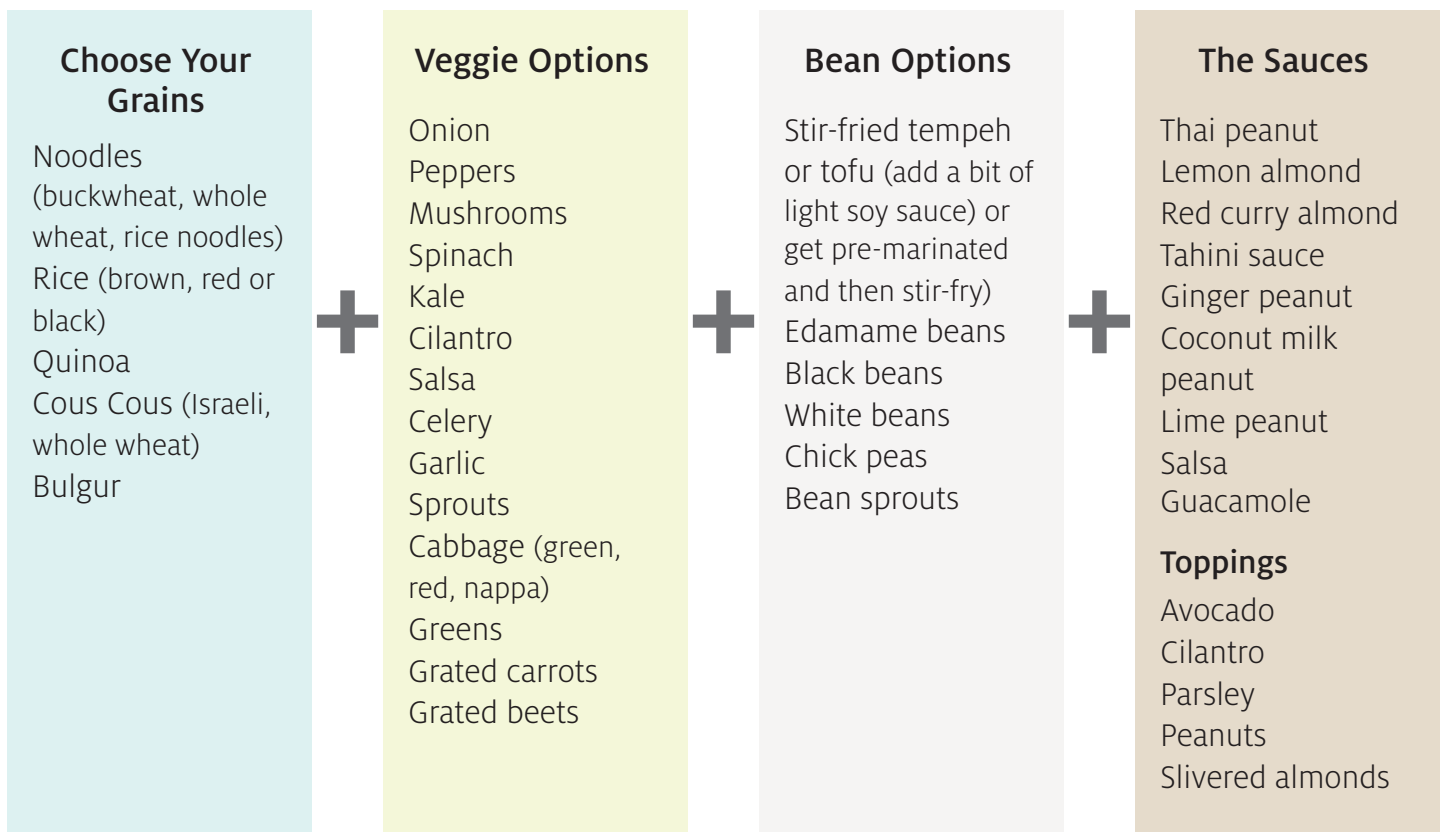 Choose Your
Grains
Noodles
(buckwheat, whole
wheat, rice noodles)
Rice (brown, red or
black)
Quinoa
Cous Cous (Israeli,
whole wheat)
Bulgur
Veggie Options
Onion
Peppers
Mushrooms
Spinach
Kale
Cilantro
Salsa
Celery
Garlic
Sprouts
Cabbage (green,
red, nappa)
Greens
Grated carrots
Grated beets
Bean Options
Stir-fried tempeh
or tofu (add a bit of
light soy sauce) or
get pre-marinated
and then stir-fry)
Edamame beans
Black beans
White beans
Chick peas
Bean sprouts
The Sauces
Thai peanut
Lemon almond
Red curry almond
Tahini sauce
Ginger peanut
Coconut milk
peanut
Lime peanut
Salsa
Guacamole
Toppings
Avocado
Cilantro
Parsley
Peanuts
Slivered almonds